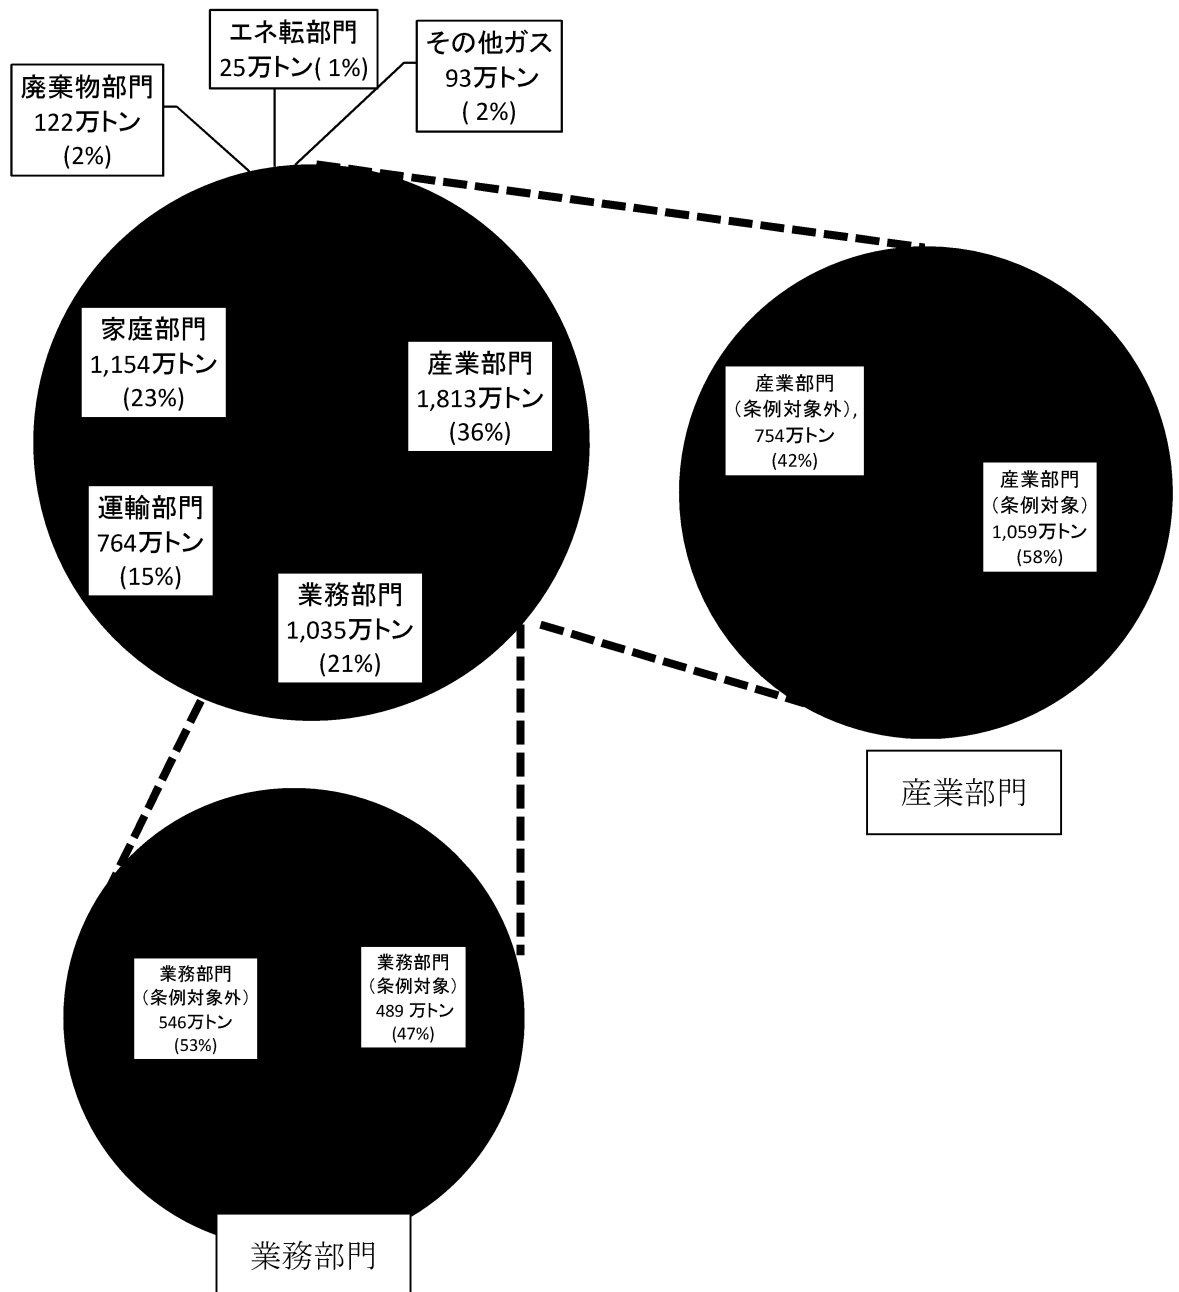 エネ転部門
25万トン( 1%)
その他ガス
93万トン
( 2%)
廃棄物部門
122万トン
(2%)
家庭部門
1,154万トン
(23%)
産業部門
1,813万トン
(36%)
運輸部門
764万トン
(15%)
業務部門
1,035万トン
(21%)
産業部門
（条例対象外）,
754万トン
(42%)
産業部門
（条例対象）
1,059万トン
(58%)
産業部門
業務部門
（条例対象外）
546万トン
(53%)
業務部門
（条例対象）
489 万トン
(47%)
業務部門